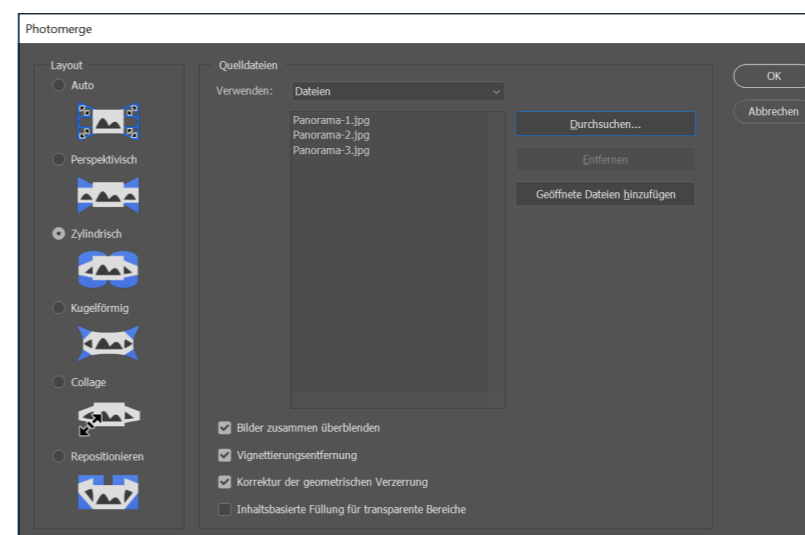 Photomerge
Layout
Auto
Perspektivisch
Zylindrisch
Kugelförmig
Collage
Repositionieren
Quelldateien
Verwenden: Dateien
Panorama-1.jpg
Panorama-2.jpg
Panorama-3.jpg
Durchsuchen...
Entfernen
Geöffnete Dateien hinzufügen
Bilder zusammen überblenden
Vignettierungsentfernung
Korrektur der geometrischen Verzerrung
Inhaltsbasierte Füllung für transparente Bereiche
OK
Abbrechen